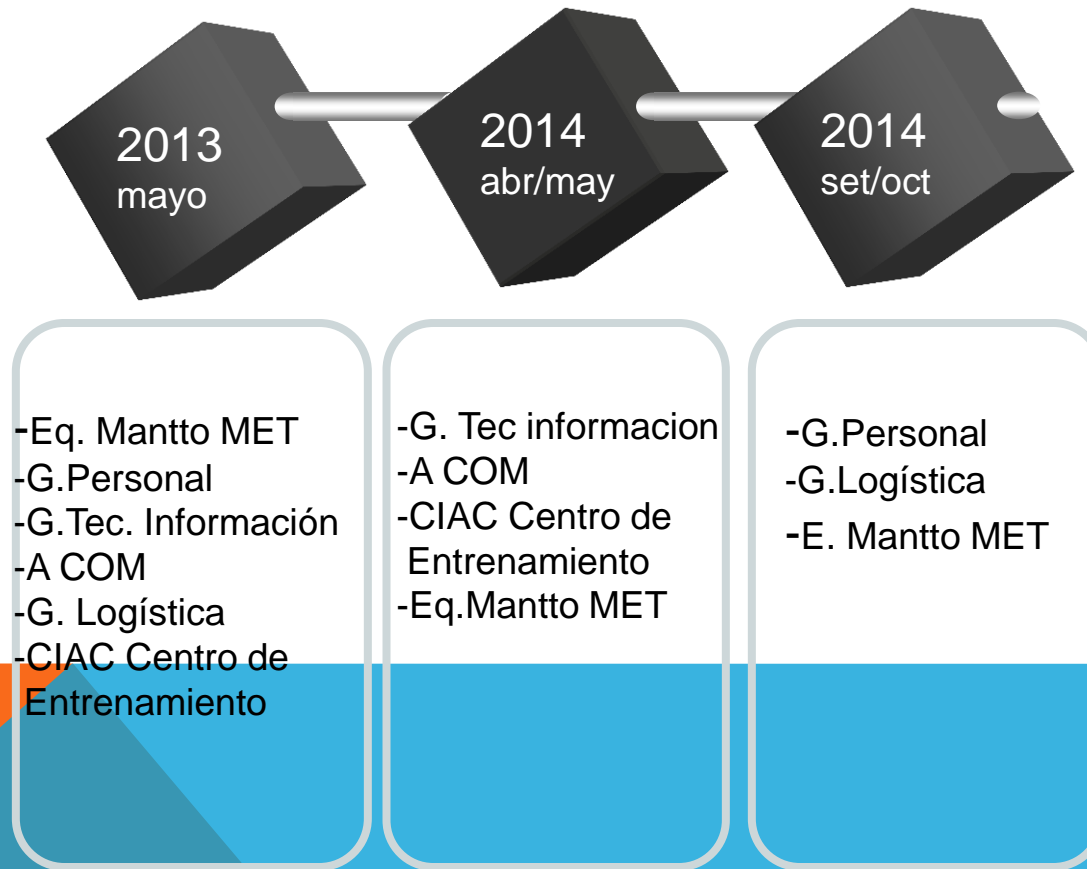 2013
mayo
2014
abr/may
2014
set/oct
-Eq. Mantto MET
-G.Personal
-G.Tec. Información
-A COM
-G. Logística
-CIAC Centro de
Entrenamiento
-G. Tec informacion
-A COM
-CIAC Centro de
Entrenamiento
-Eq.Mantto MET
-G.Personal
-G.Logística
-E. Mantto MET